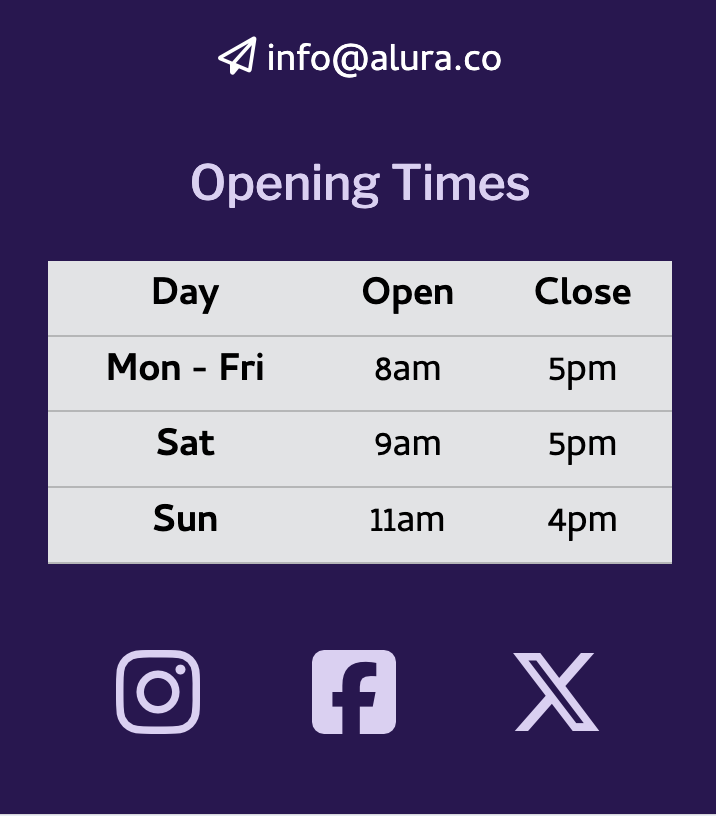 info@alura.co
Opening Times
Day Open Close
Mon - Fri 8am 5pm
Sat 9am 5pm
Sun 11am 4pm